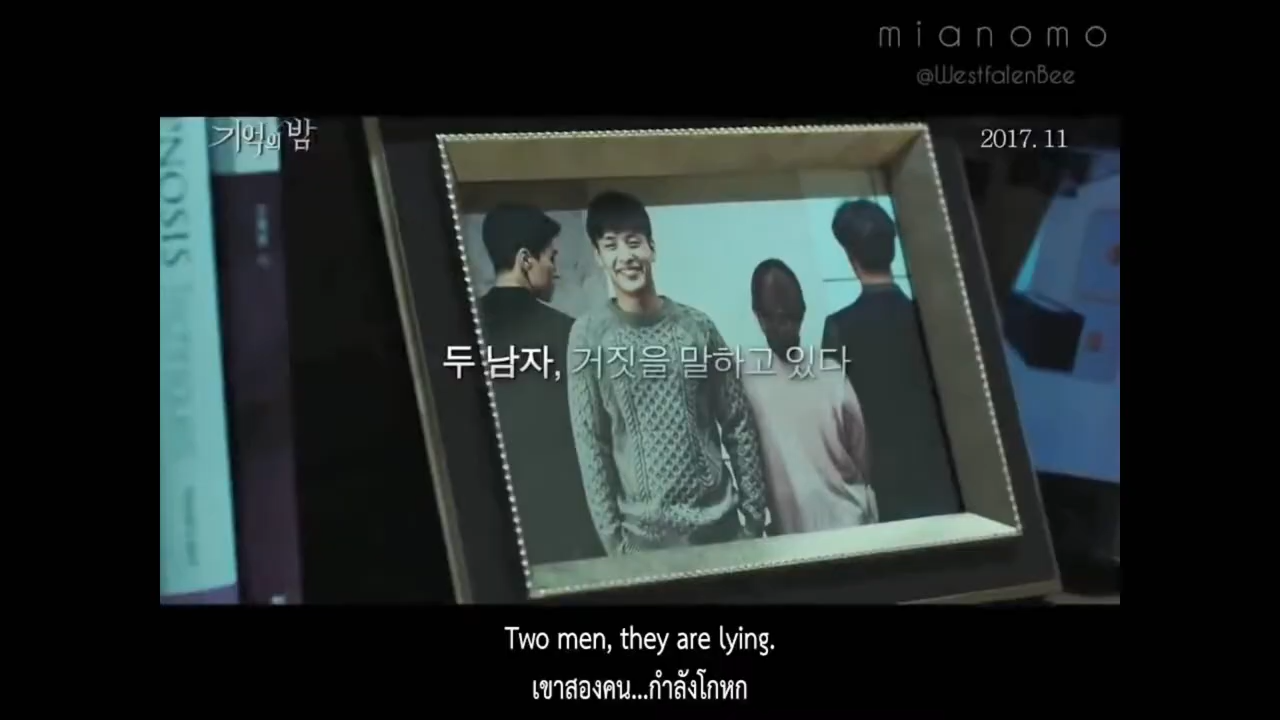 mianomo
@WestfalenBee
기억의 밤
2017. 11
NOSIS
두 남자, 거짓을 말하고 있다
Two men, they are lying.
เขาสองคน...กำลังโกหก